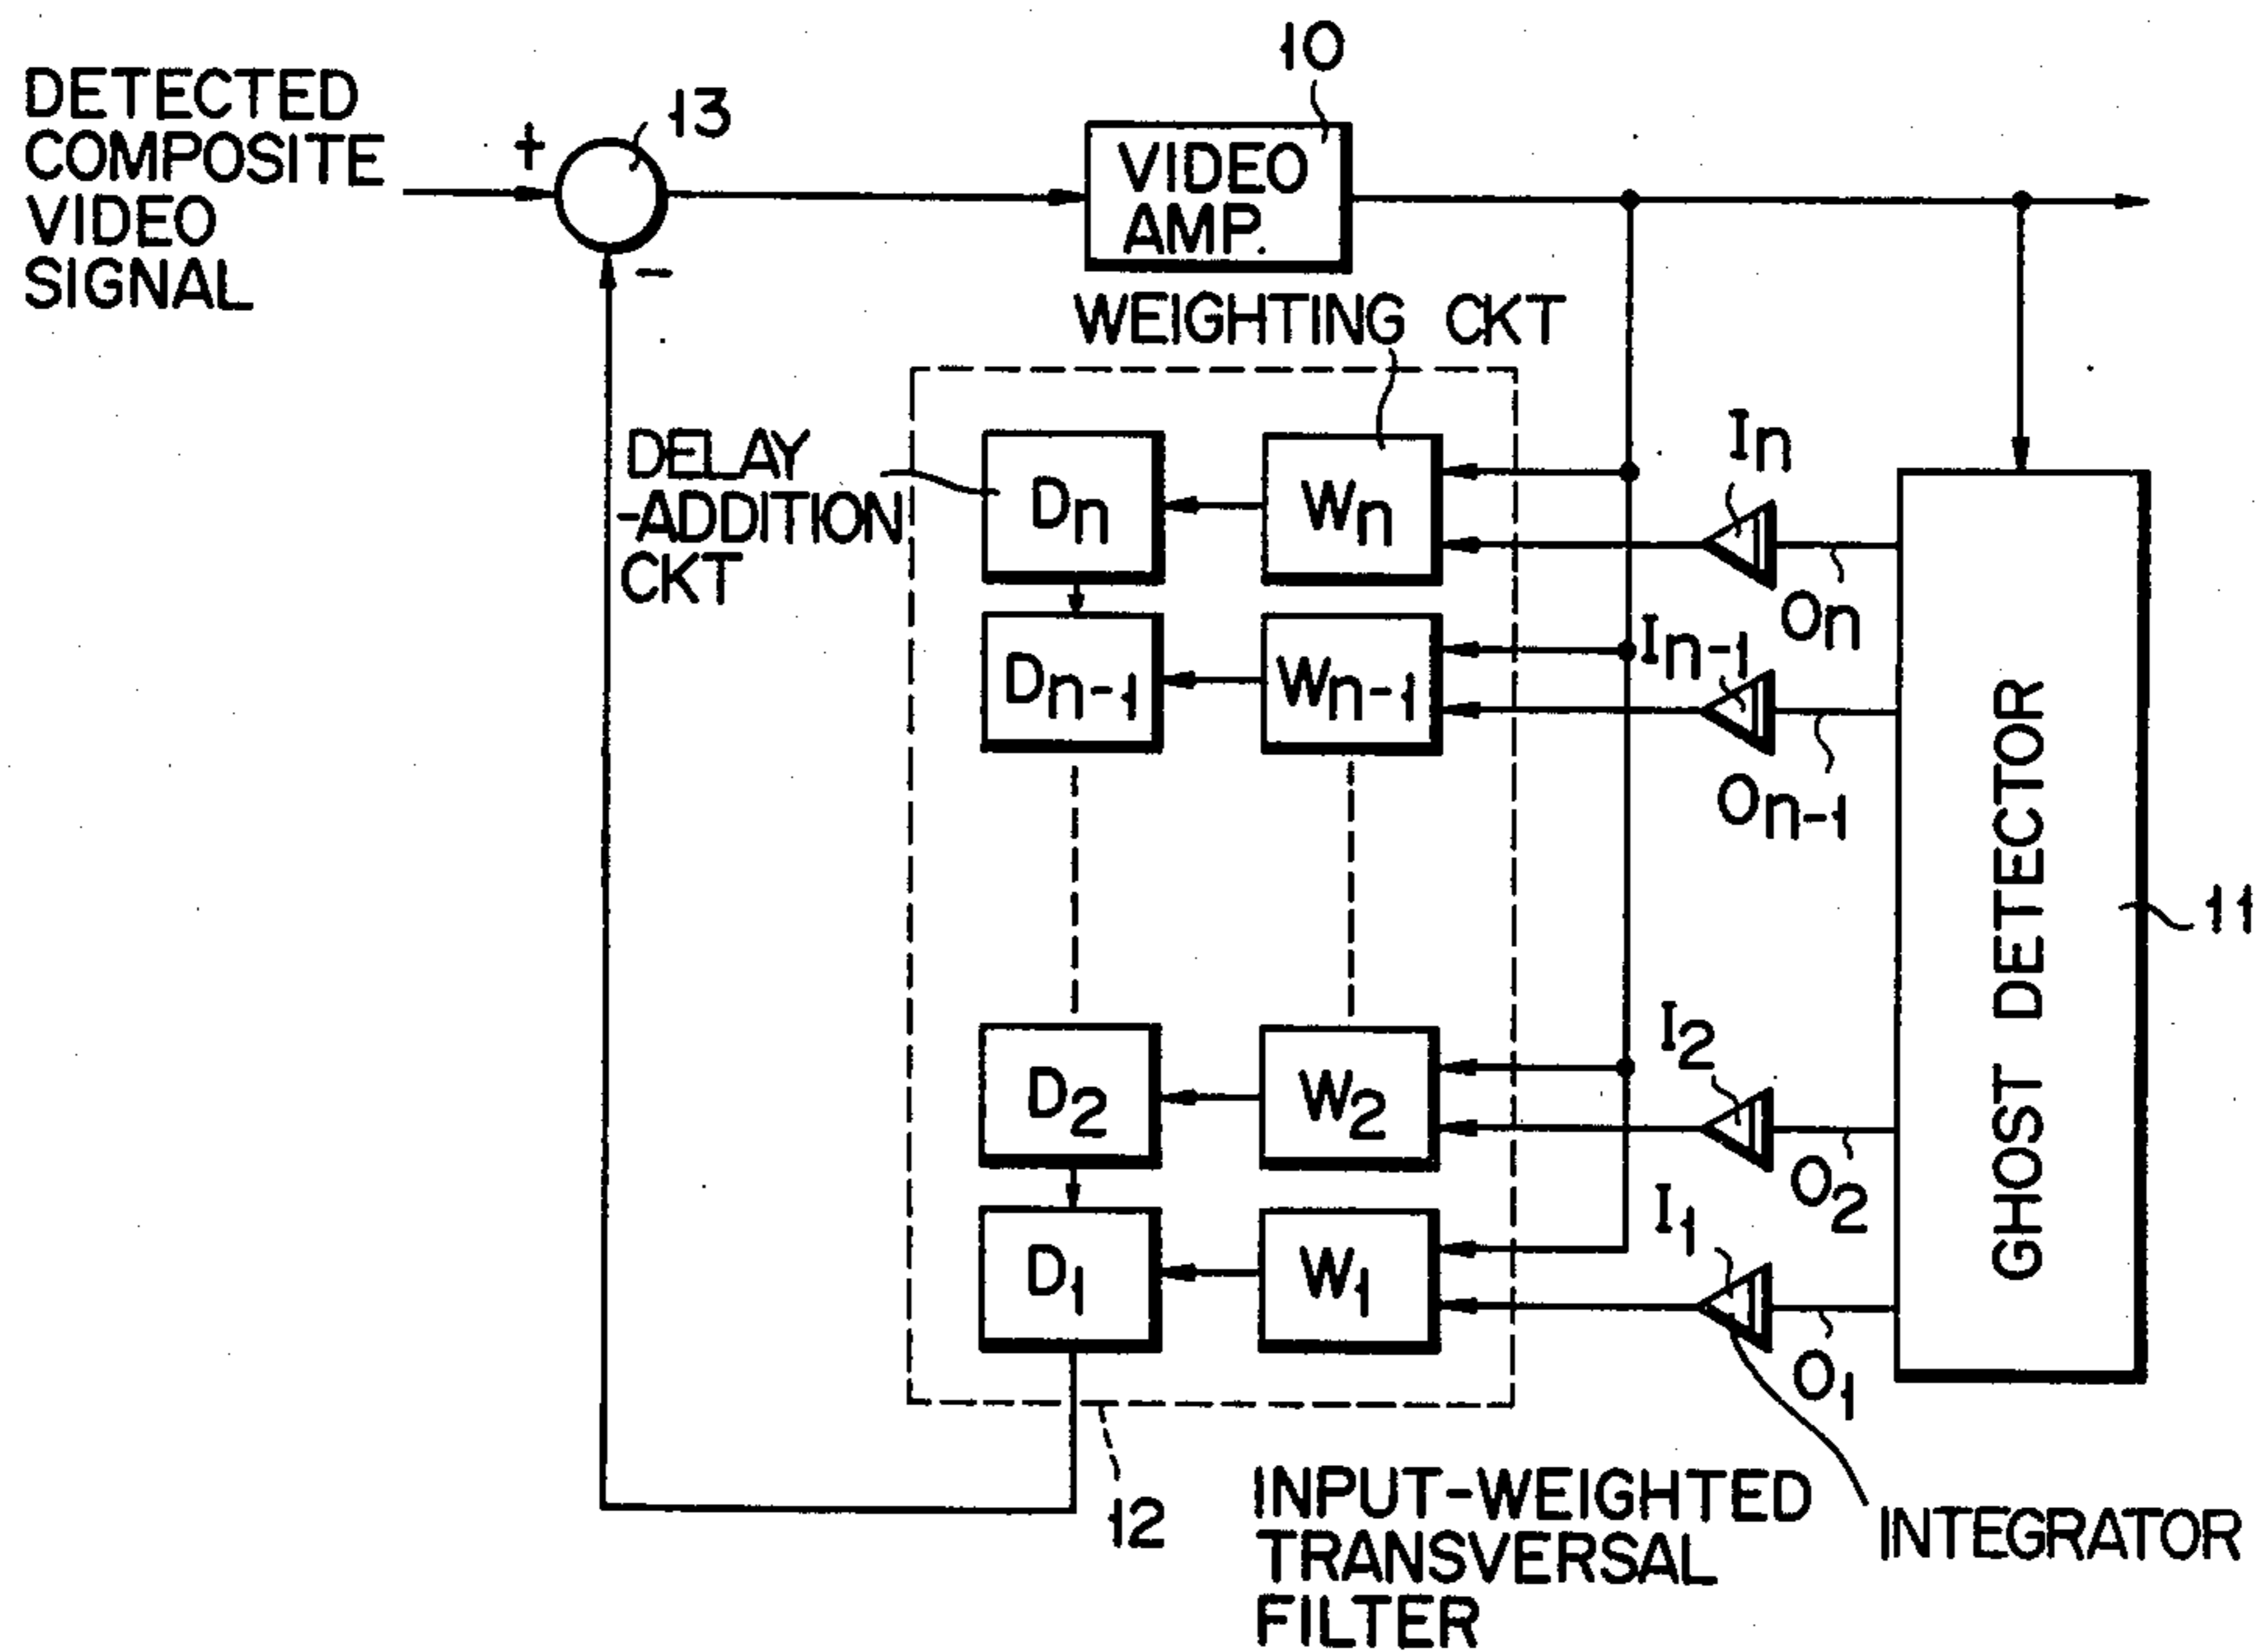 10
DETECTED
COMPOSITE
VIDEO
SIGNAL
+
13
-
VIDEO
AMP.
WEIGHTING CKT
DELAY
-ADDITION
CKT
Dn
Wn
In
On
Dn-1
Wn-1
In-1
On-1
GHOST DETECTOR
11
D2
W2
I2
O2
D1
W1
I1
O1
12
INPUT-WEIGHTED
TRANSVERSAL
FILTER
INTEGRATOR